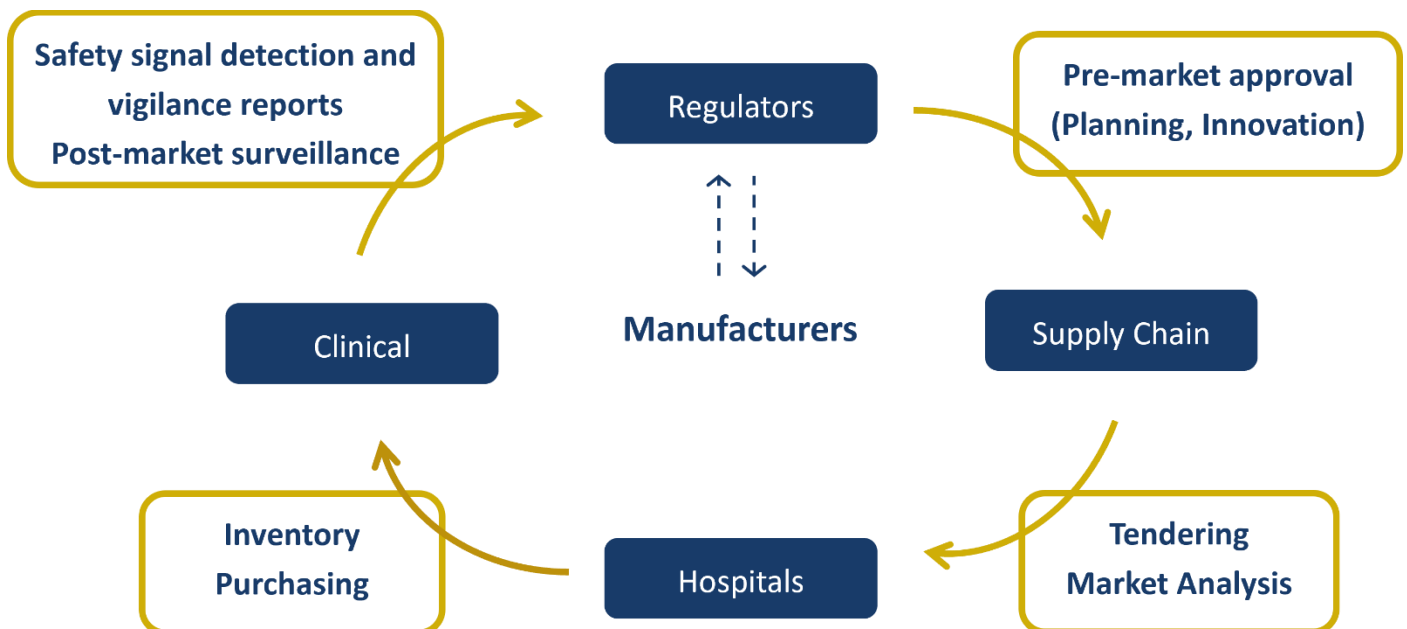 Safety signal detection and
vigilance reports
Post-market surveillance
Regulators
Pre-market approval
(Planning, Innovation)
Clinical
Manufacturers
Supply Chain
Inventory
Purchasing
Hospitals
Tendering
Market Analysis